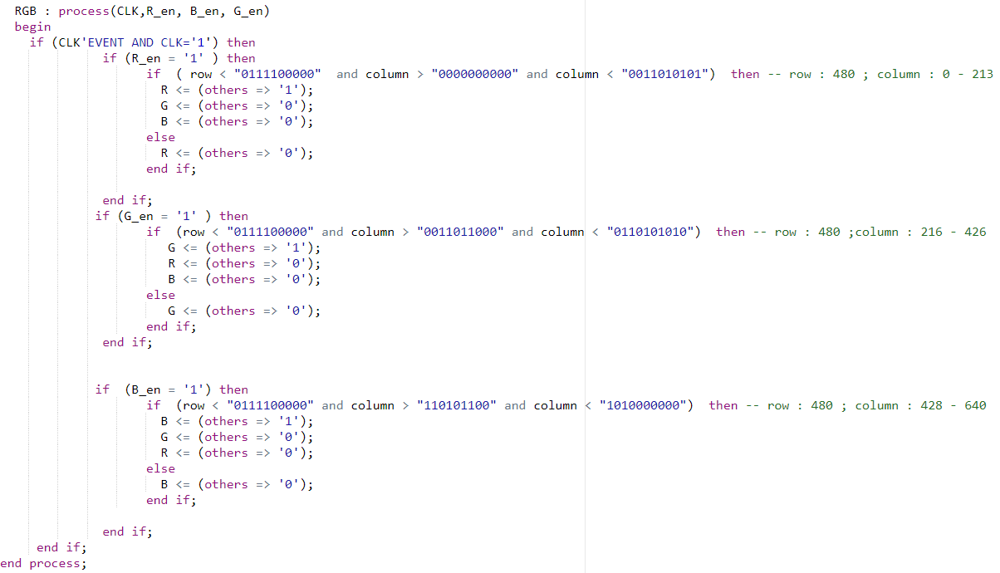 RGB : process(CLK,R_en, B_en, G_en)
begin
if (CLK'EVENT AND CLK='1') then
if (R_en = '1' ) then
if ( row < "0111100000" and column > "0000000000" and column < "0011010101") then -- row : 480 ; column : 0 - 213
R <= (others => '1');
G <= (others => '0');
B <= (others => '0');
else
R <= (others => '0');
end if;
end if;
if (G_en = '1' ) then
if (row < "0111100000" and column > "0011011000" and column < "0110101010") then -- row : 480 ;column : 216 - 426
G <= (others => '1');
R <= (others => '0');
B <= (others => '0');
else
G <= (others => '0');
end if;
end if;
if (B_en = '1') then
if (row < "0111100000" and column > "110101100" and column < "1010000000") then -- row : 480 ; column : 428 - 640
B <= (others => '1');
G <= (others => '0');
R <= (others => '0');
else
B <= (others => '0');
end if;
end if;
end if;
end process;